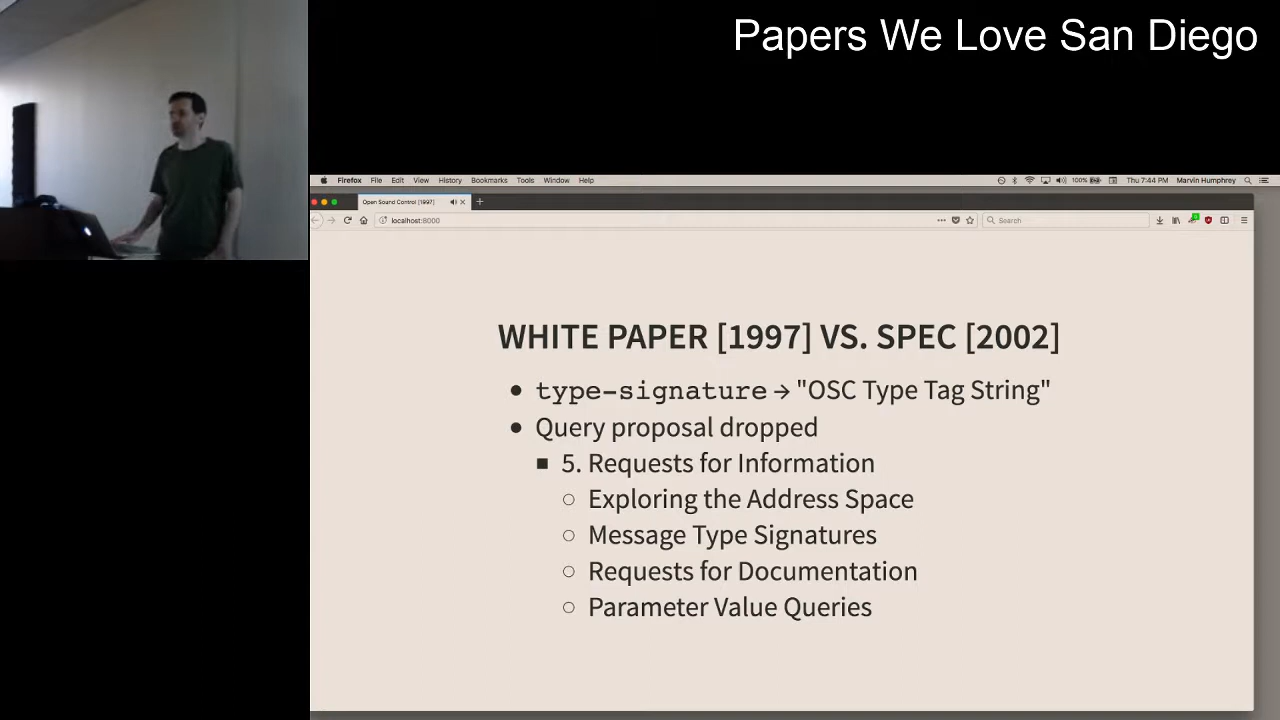 Papers We Love San Diego
Firefox File Edit View History Bookmarks Tools Window Help 100% Thu 7:44 PM Marvin Humphrey
Open Sound Control [1997]
localhost:8000 Search
WHITE PAPER [1997] VS. SPEC [2002]
• type-signature → "OSC Type Tag String"
• Query proposal dropped
■ 5. Requests for Information
○ Exploring the Address Space
○ Message Type Signatures
○ Requests for Documentation
○ Parameter Value Queries